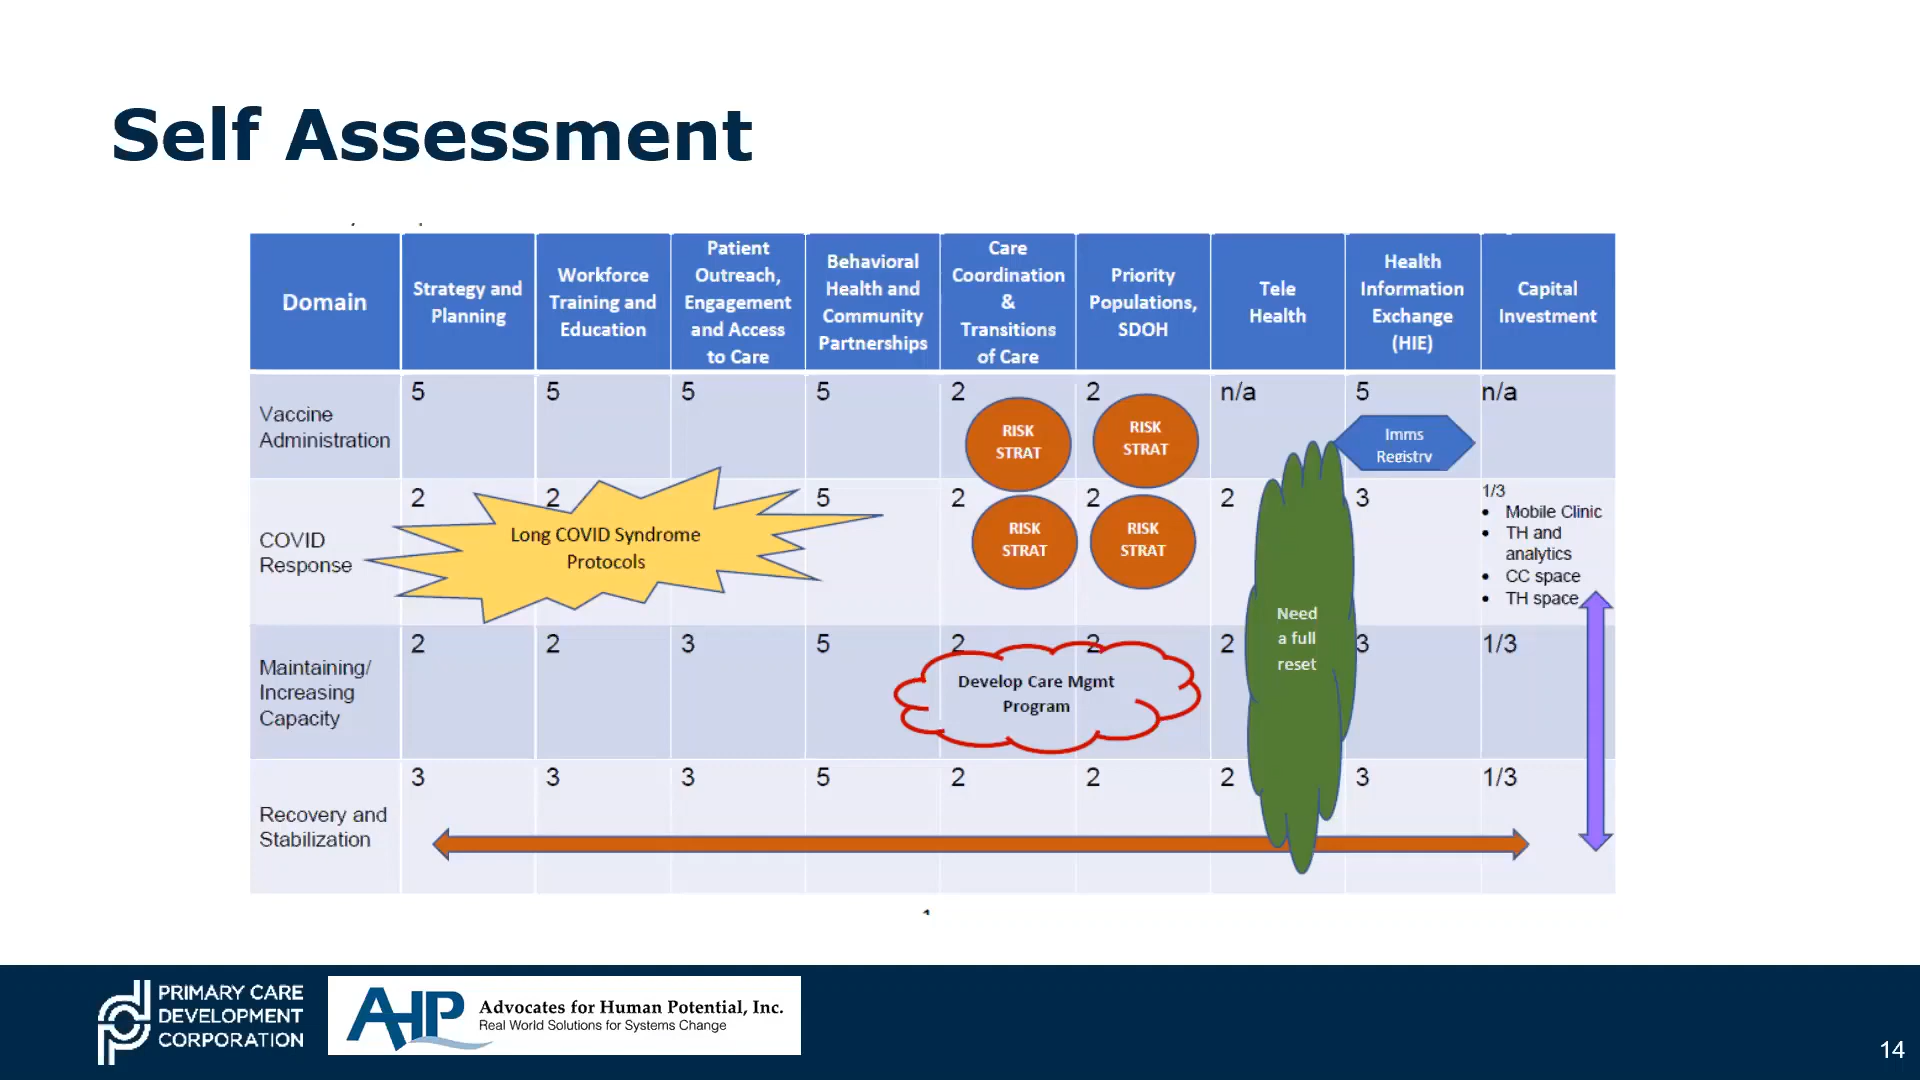 Self Assessment
Domain
Strategy and
Planning
Workforce
Training and
Education
Patient
Outreach,
Engagement
and Access
to Care
Behavioral
Health and
Community
Partnerships
Care
Coordination
&
Transitions
of Care
Priority
Populations,
SDOH
Tele
Health
Health
Information
Exchange
(HIE)
Capital
Investment
Vaccine
Administration
5
5
5
5
2
RISK
STRAT
2
RISK
STRAT
n/a
5
Imms
Registry
n/a
COVID
Response
2
2
Long COVID Syndrome
Protocols
5
2
RISK
STRAT
2
RISK
STRAT
2
3
1/3
• Mobile Clinic
• TH and
analytics
• CC space
• TH space
Need
a full
reset
Maintaining/
Increasing
Capacity
2
2
3
5
2
2
Develop Care Mgmt
Program
2
3
1/3
Recovery and
Stabilization
3
3
3
5
2
2
2
3
1/3
PRIMARY CARE
DEVELOPMENT
CORPORATION
AHP
Advocates for Human Potential, Inc.
Real World Solutions for Systems Change
14